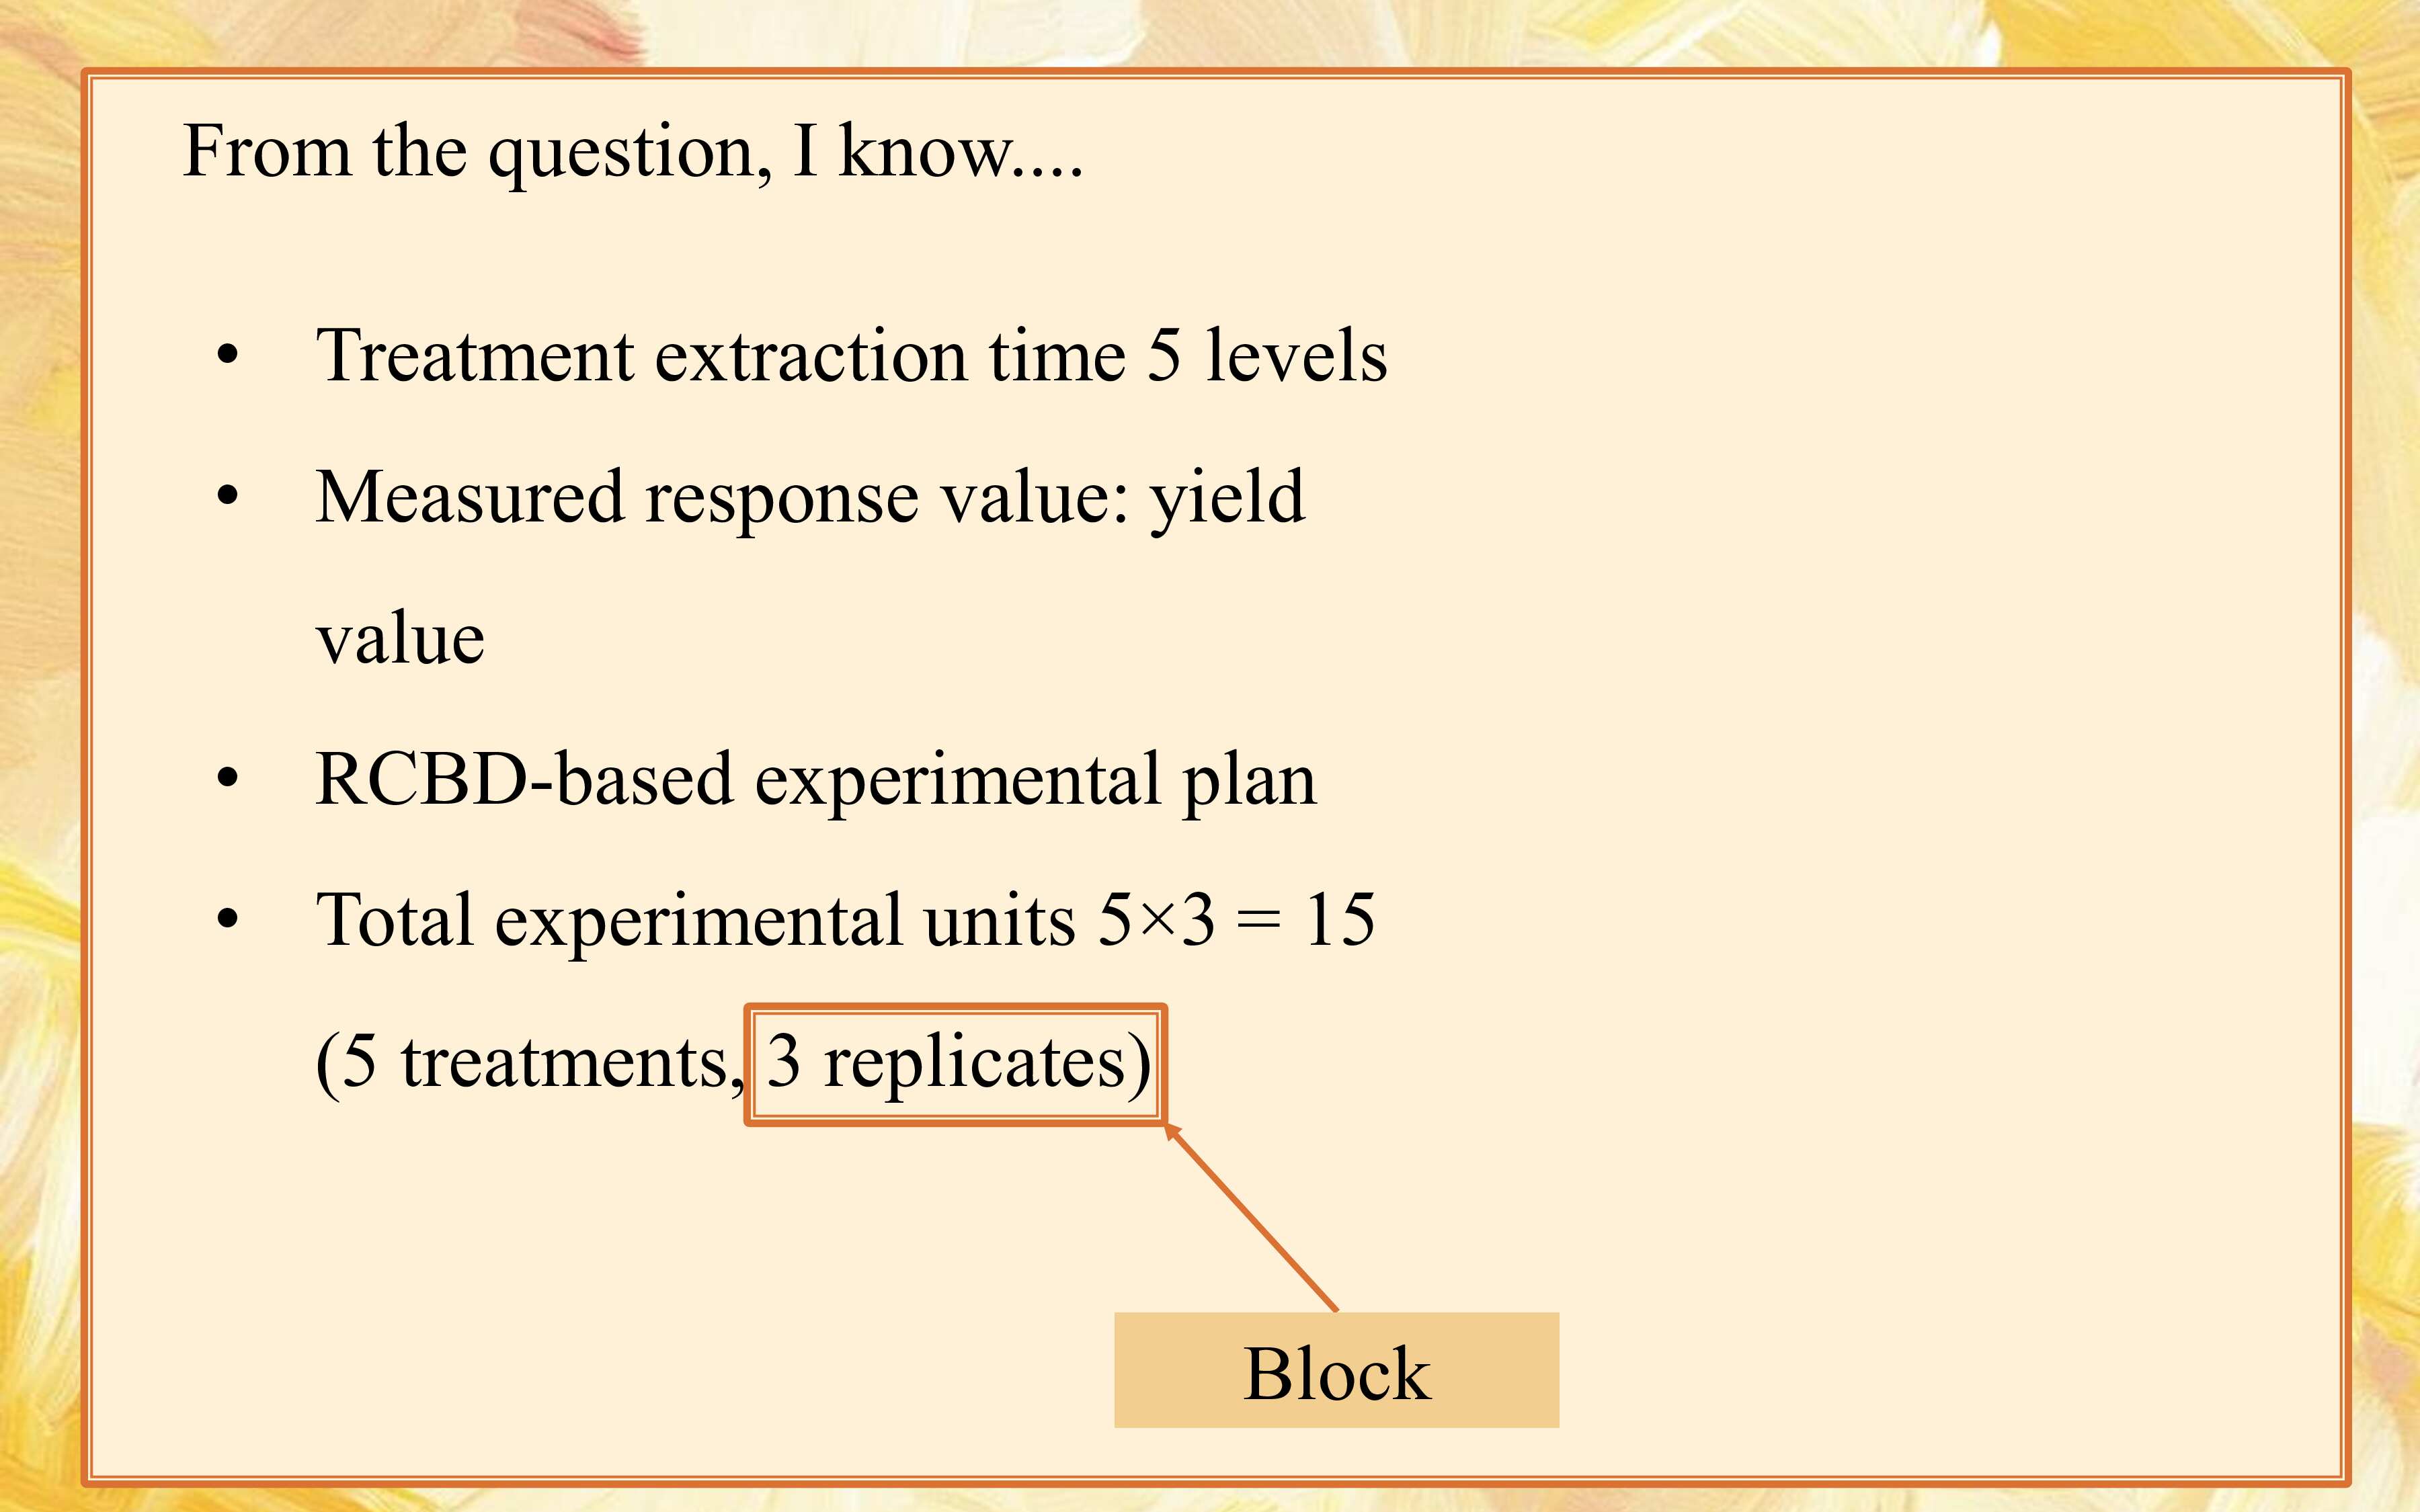 From the question, I know....
• Treatment extraction time 5 levels
• Measured response value: yield
value
• RCBD-based experimental plan
• Total experimental units 5×3 = 15
(5 treatments, 3 replicates)
Block